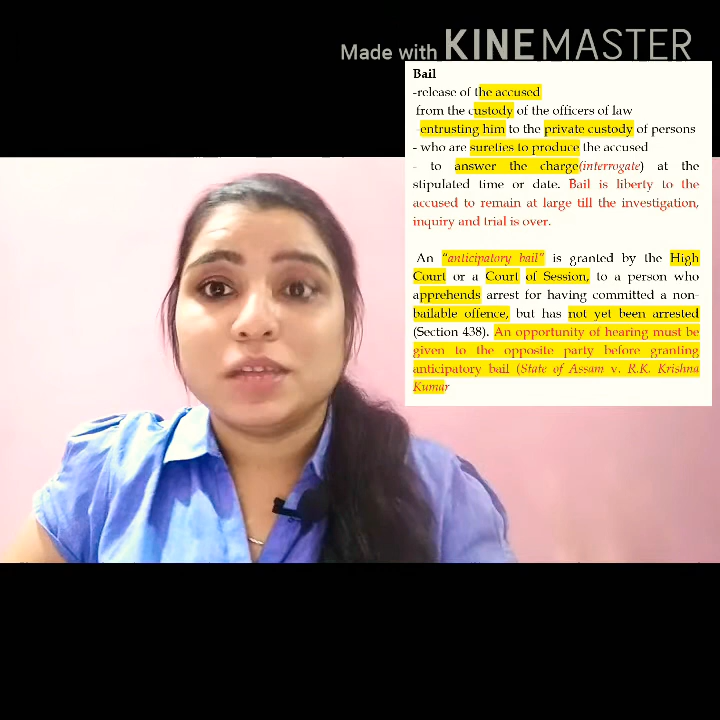 Made with KINEMASTER
Bail
-release of the accused
from the custody of the officers of law
-entrusting him to the private custody of persons
- who are sureties to produce the accused
- to answer the charge(interrogate) at the
stipulated time or date. Bail is liberty to the
accused to remain at large till the investigation,
inquiry and trial is over.
An "anticipatory bail" is granted by the High
Court or a Court of Session, to a person who
apprehends arrest for having committed a non-
bailable offence, but has not yet been arrested
(Section 438). An opportunity of hearing must be
given to the opposite party before granting
anticipatory bail (State of Assam v. R.K. Krishna
Kumar